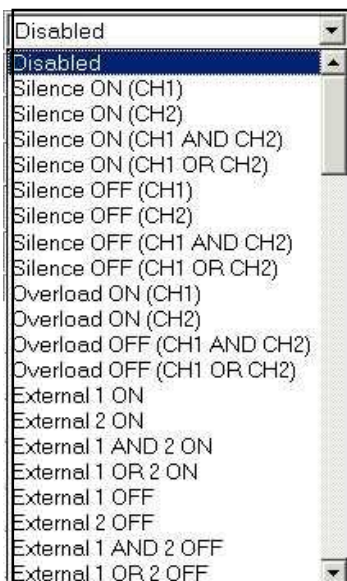 Disabled
Disabled
Silence ON (CH1)
Silence ON (CH2)
Silence ON (CH1 AND CH2)
Silence ON (CH1 OR CH2)
Silence OFF (CH1)
Silence OFF (CH2)
Silence OFF (CH1 AND CH2)
Silence OFF (CH1 OR CH2)
Overload ON (CH1)
Overload ON (CH2)
Overload OFF (CH1 AND CH2)
Overload OFF (CH1 OR CH2)
External 1 ON
External 2 ON
External 1 AND 2 ON
External 1 OR 2 ON
External 1 OFF
External 2 OFF
External 1 AND 2 OFF
External 1 OR 2 OFF